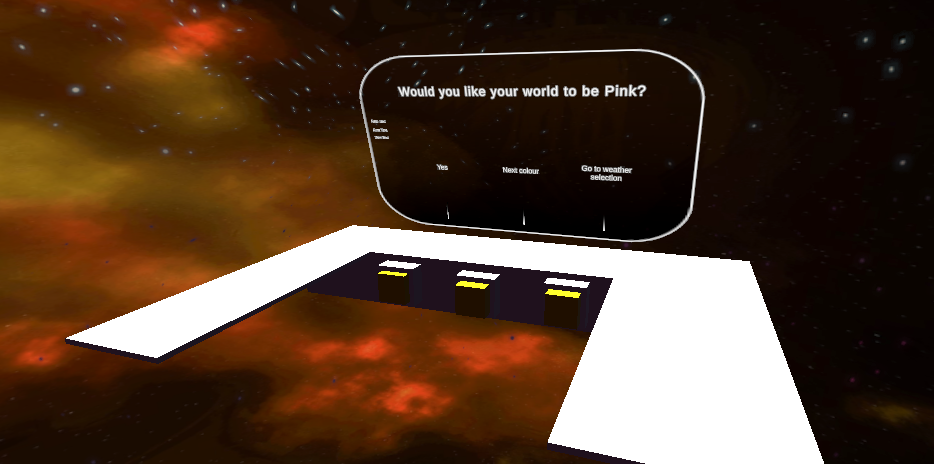 Would you like your world to be Pink?
Yes
Next colour
Go to weather
selection